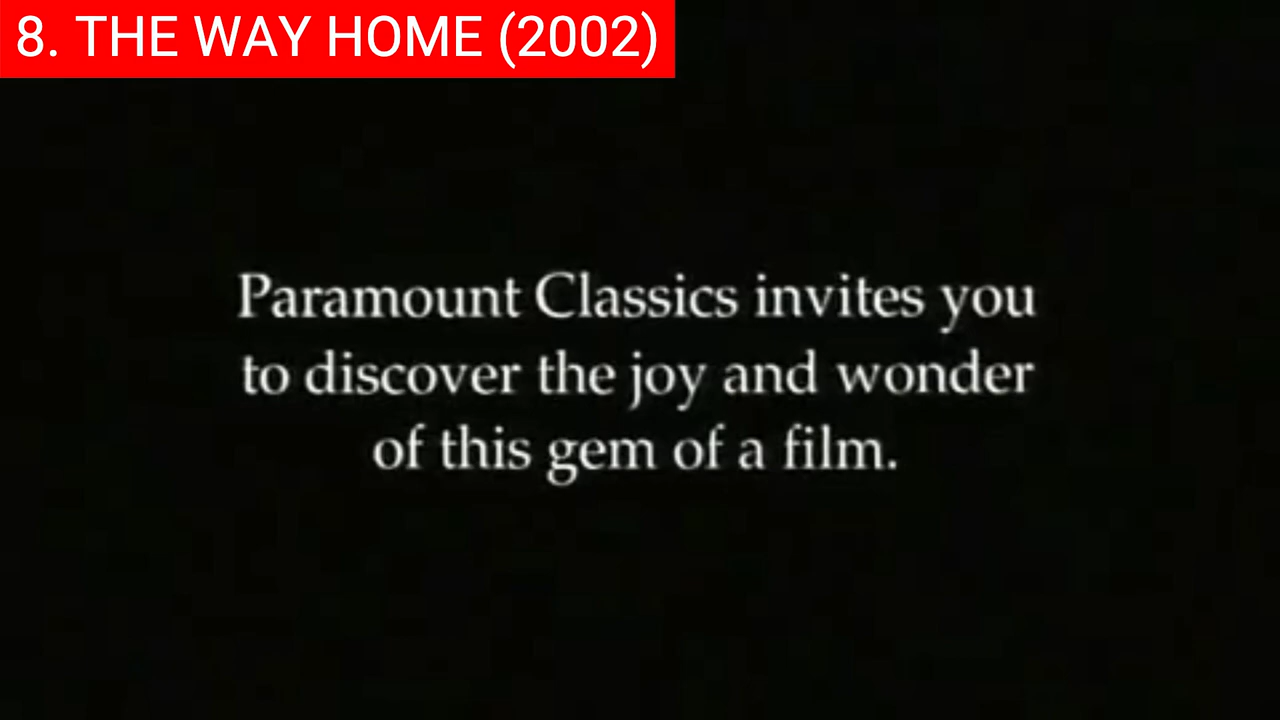 8. THE WAY HOME (2002)
Paramount Classics invites you
to discover the joy and wonder
of this gem of a film.